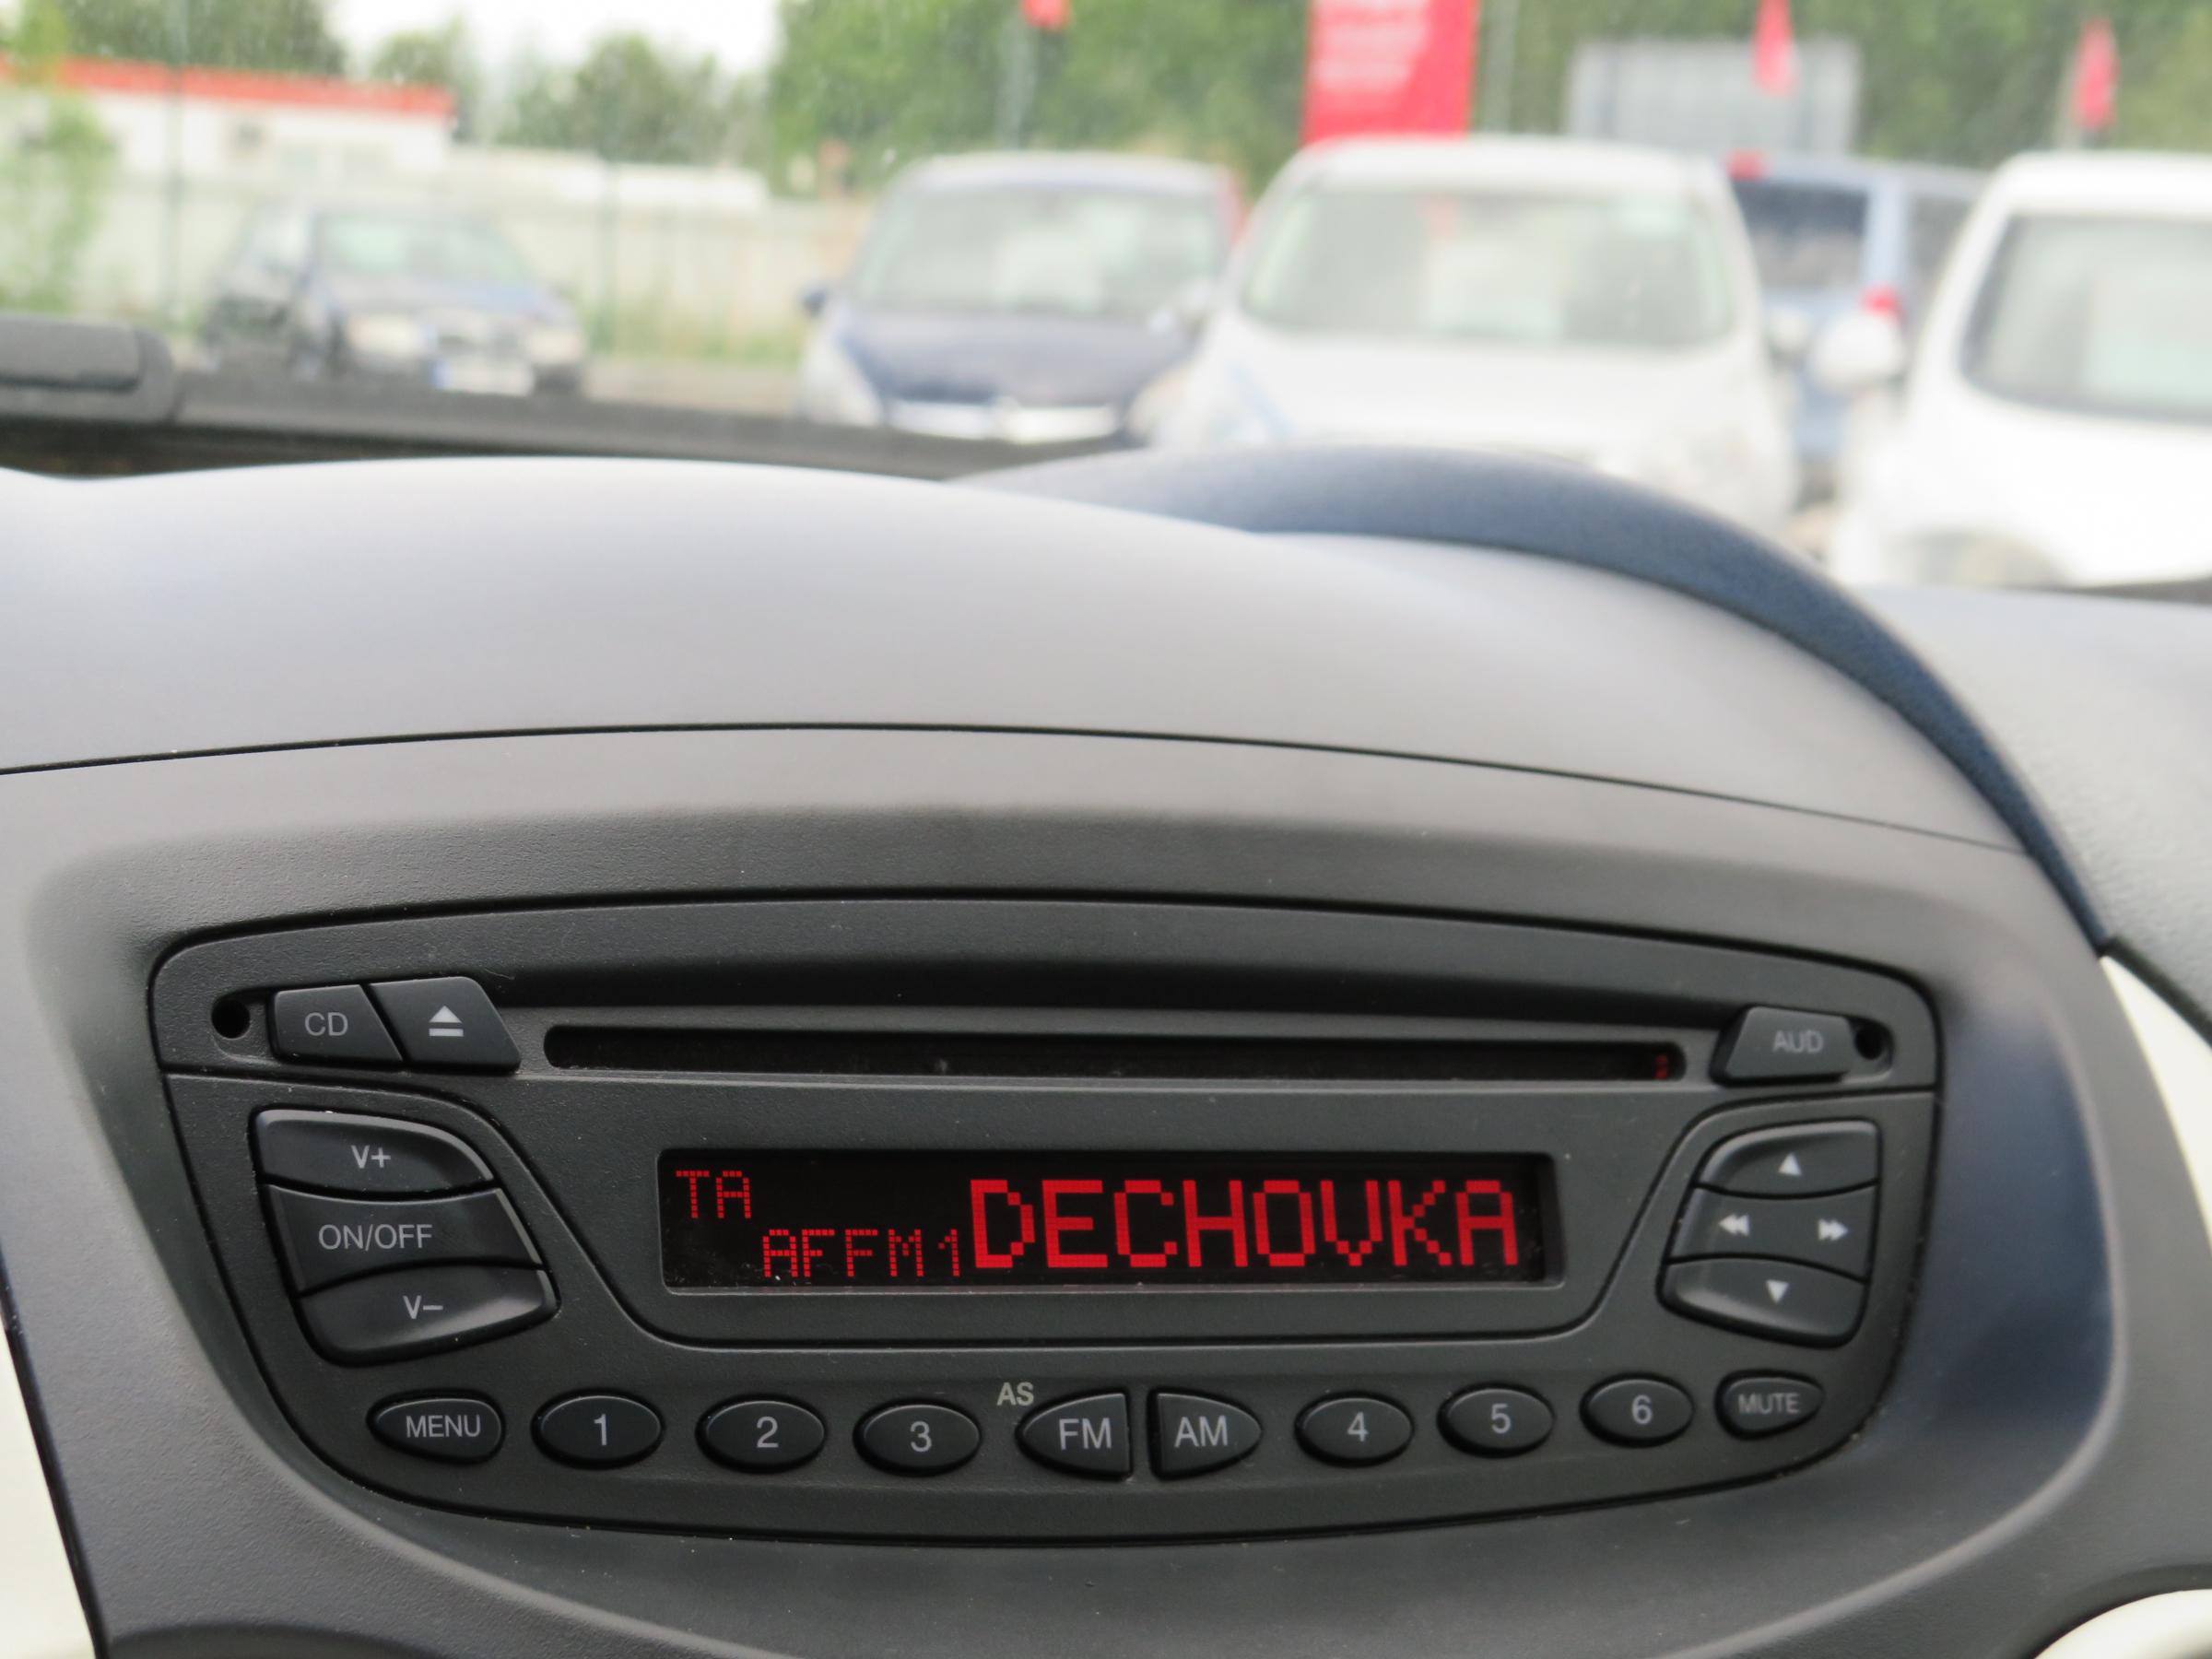 CD
AUD
V+
ON/OFF
V−
TA
AF FM1 DECHOVKA
AS
MENU 1 2 3 FM AM 4 5 6 MUTE